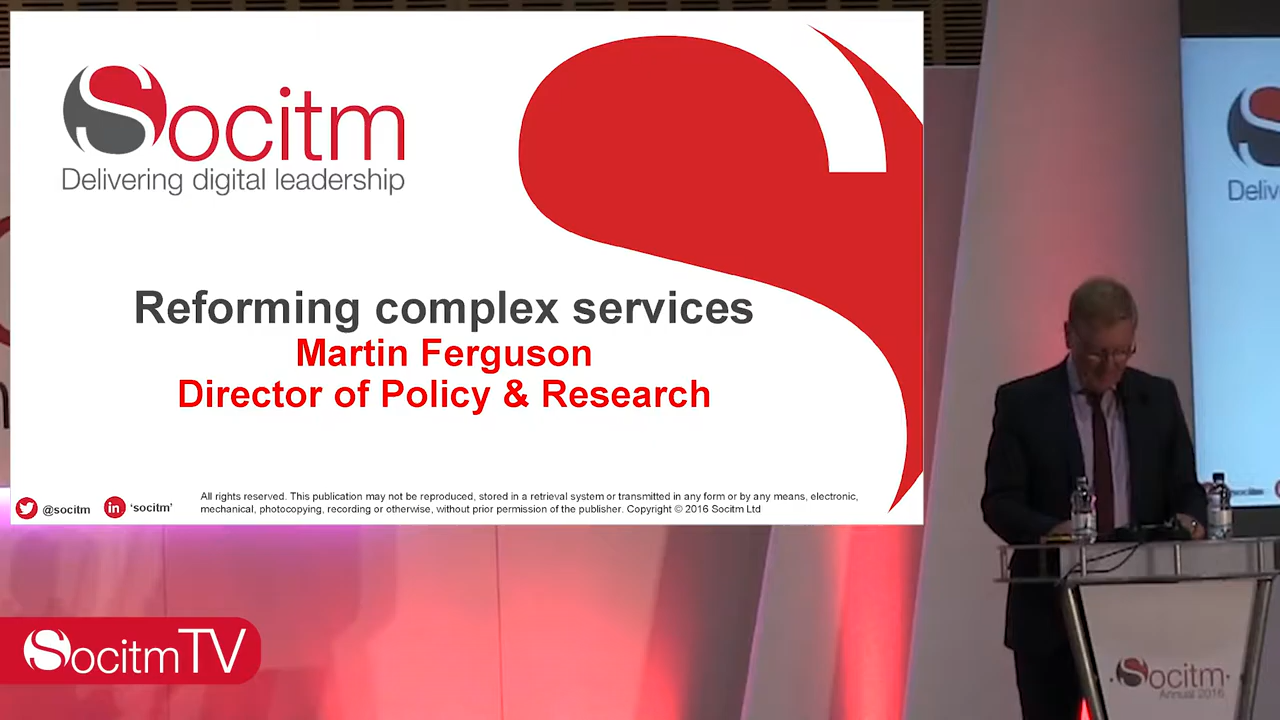 Socitm
Delivering digital leadership
Reforming complex services
Martin Ferguson
Director of Policy & Research
@socitm
in 'socitm'
All rights reserved. This publication may not be reproduced, stored in a retrieval system or transmitted in any form or by any means, electronic,
mechanical, photocopying, recording or otherwise, without prior permission of the publisher. Copyright © 2016 Socitm Ltd
Deliv
SocitmTV
Socitm
Annual 2016